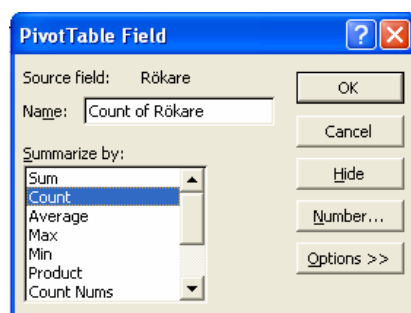 PivotTable Field
Source field: Rökare
Name: Count of Rökare
Summarize by:
Sum
Count
Average
Max
Min
Product
Count Nums
OK
Cancel
Hide
Number...
Options >>